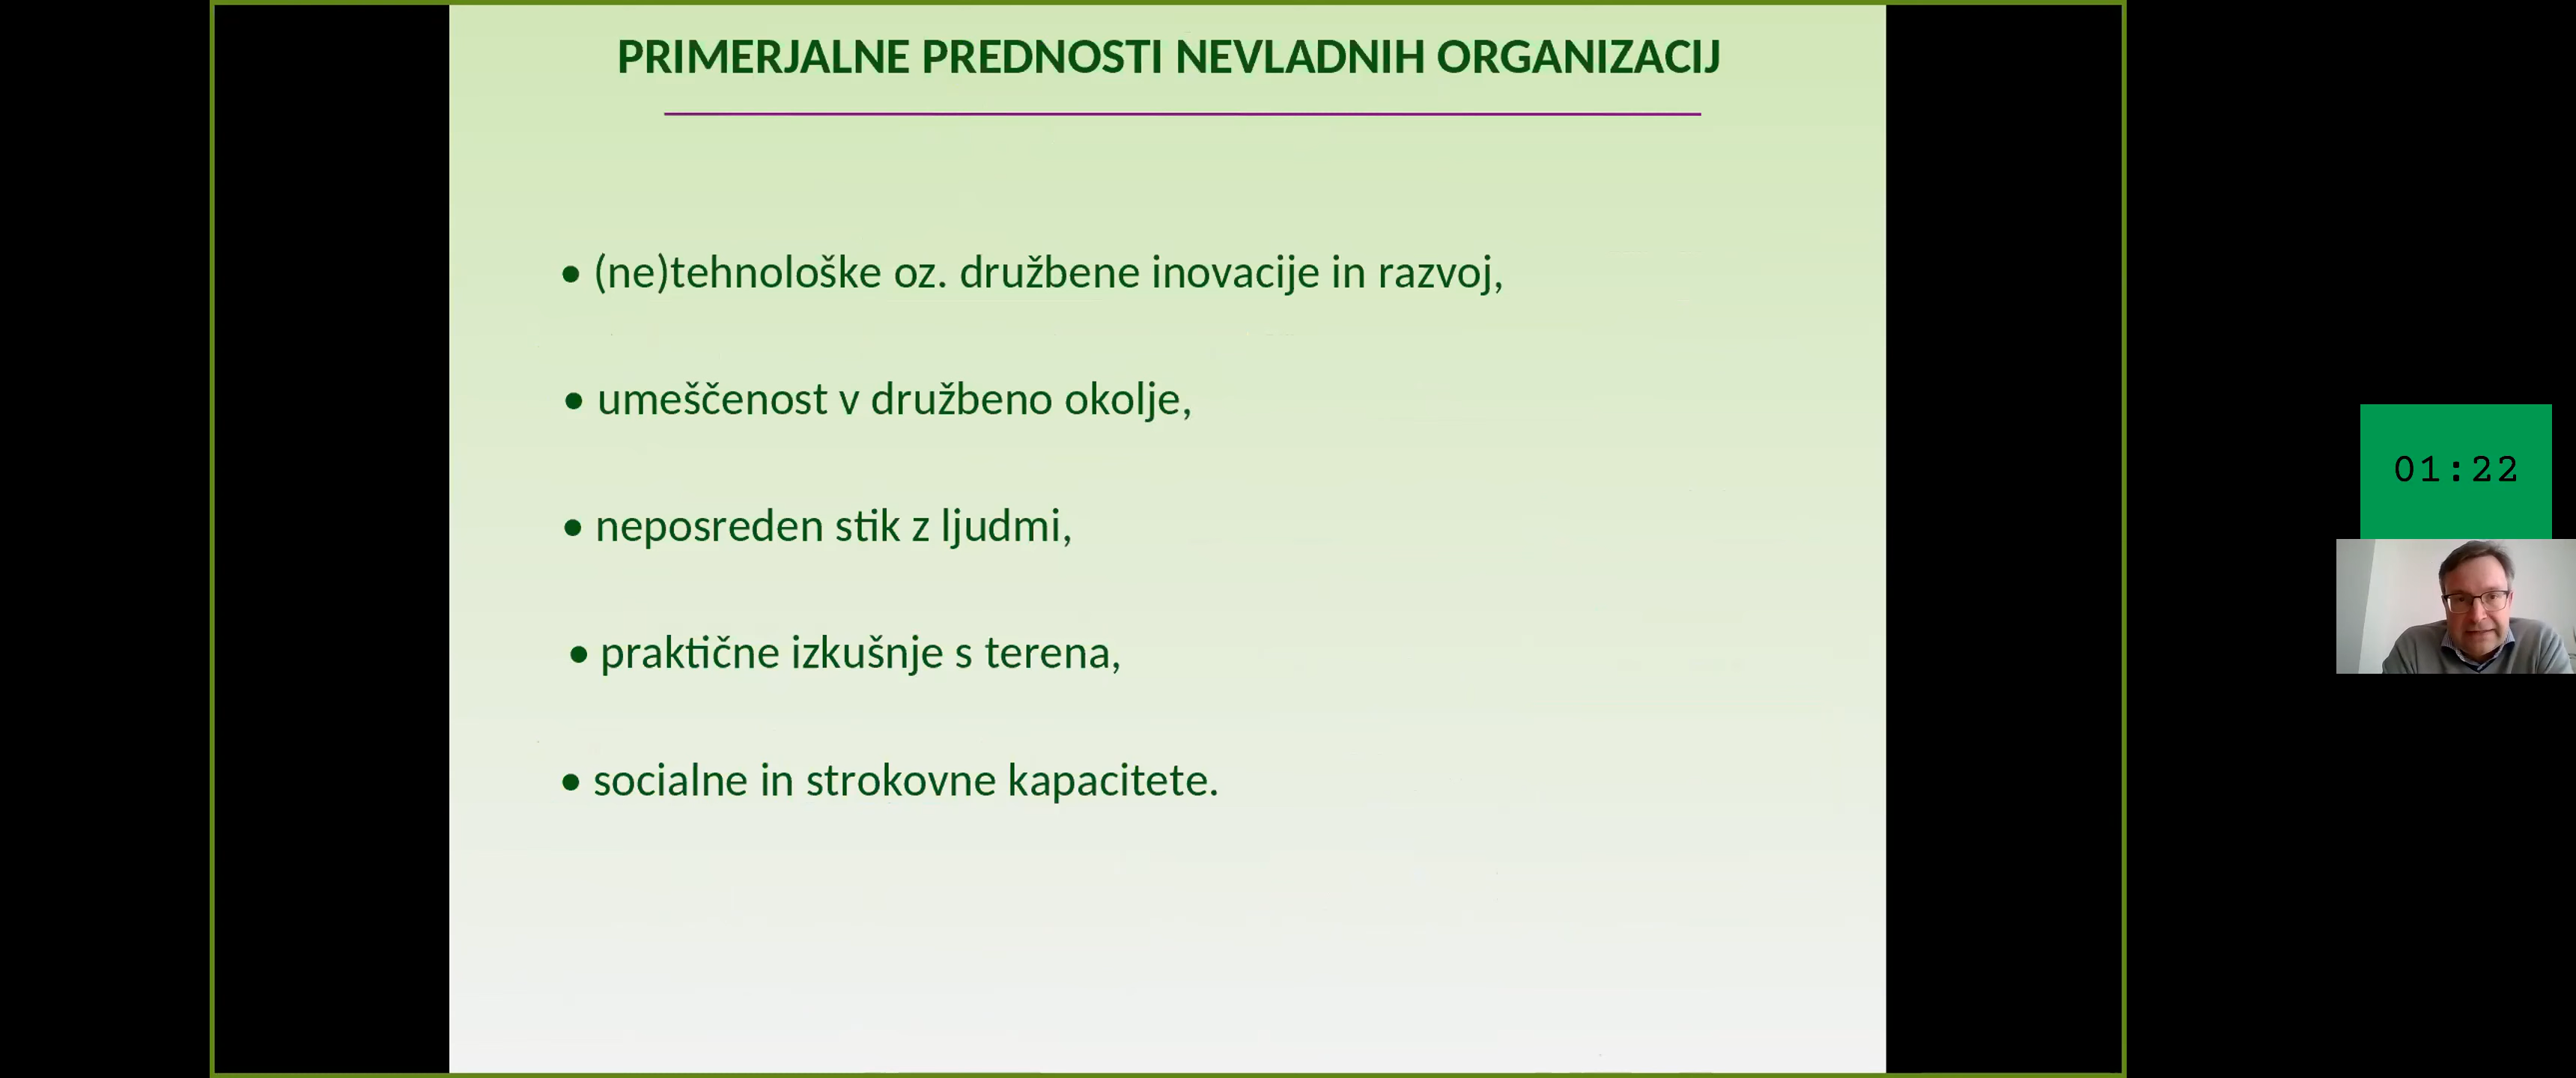 PRIMERJALNE PREDNOSTI NEVLADNIH ORGANIZACIJ
• (ne)tehnološke oz. družbene inovacije in razvoj,
• umeščenost v družbeno okolje,
• neposreden stik z ljudmi,
• praktične izkušnje s terena,
• socialne in strokovne kapacitete.
01:22